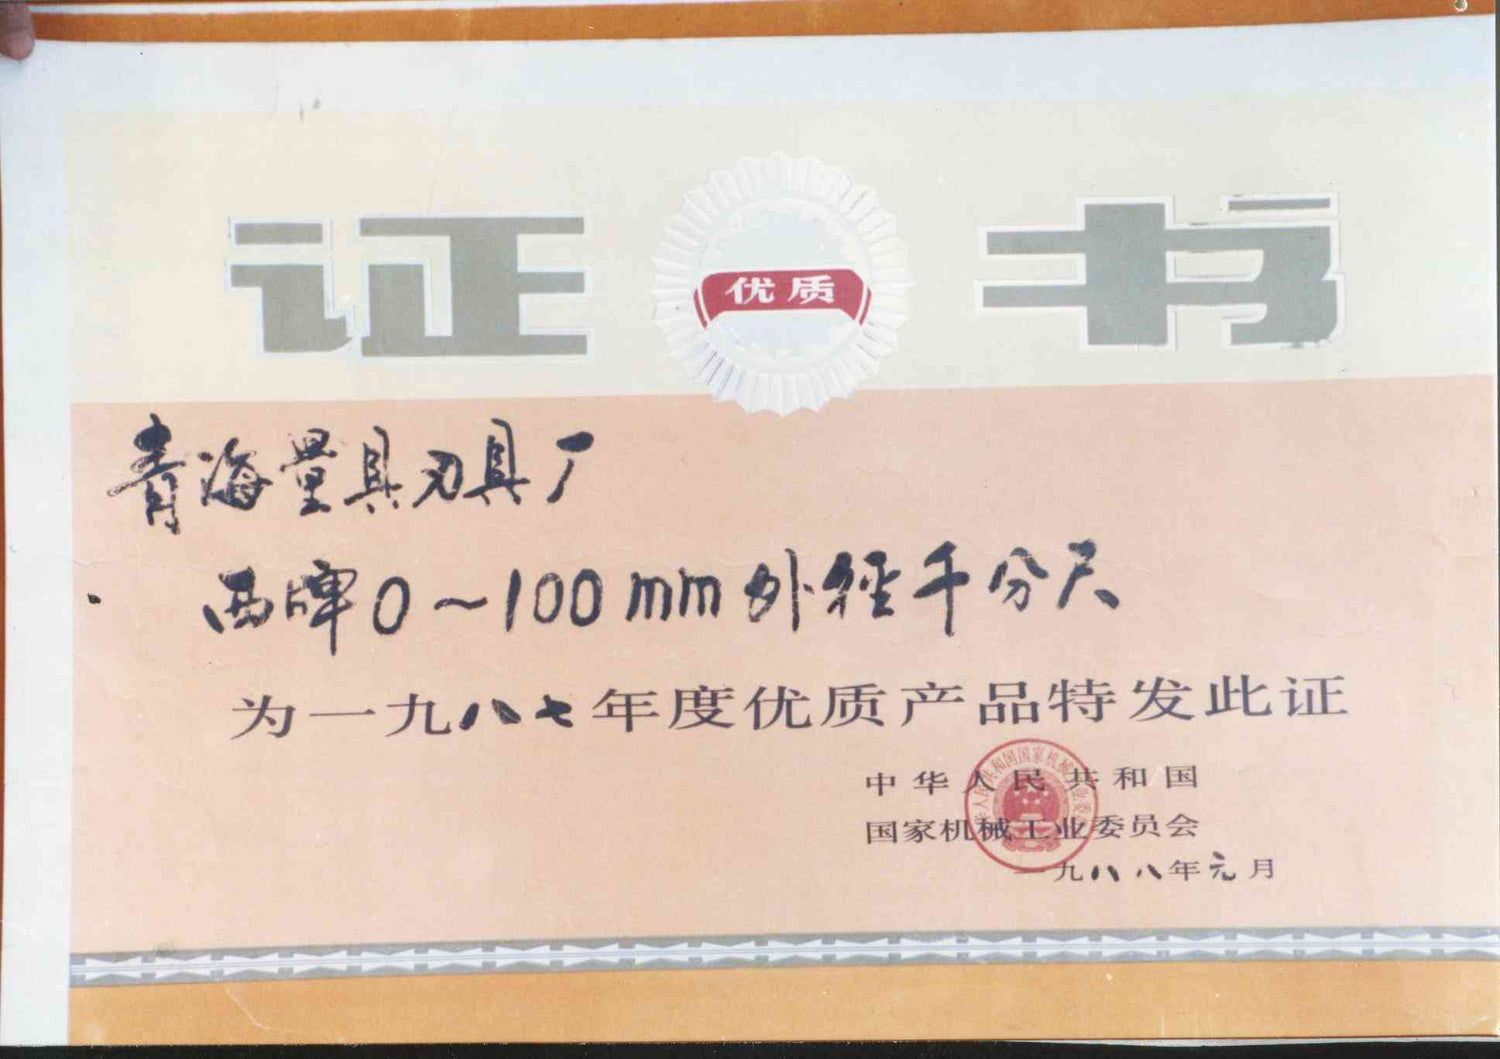 证书
优质
青海量具刃具厂
西牌0~100mm外径千分尺
为一九八七年度优质产品特发此证
中华人民共和国
国家机械工业委员会
一九八八年元月